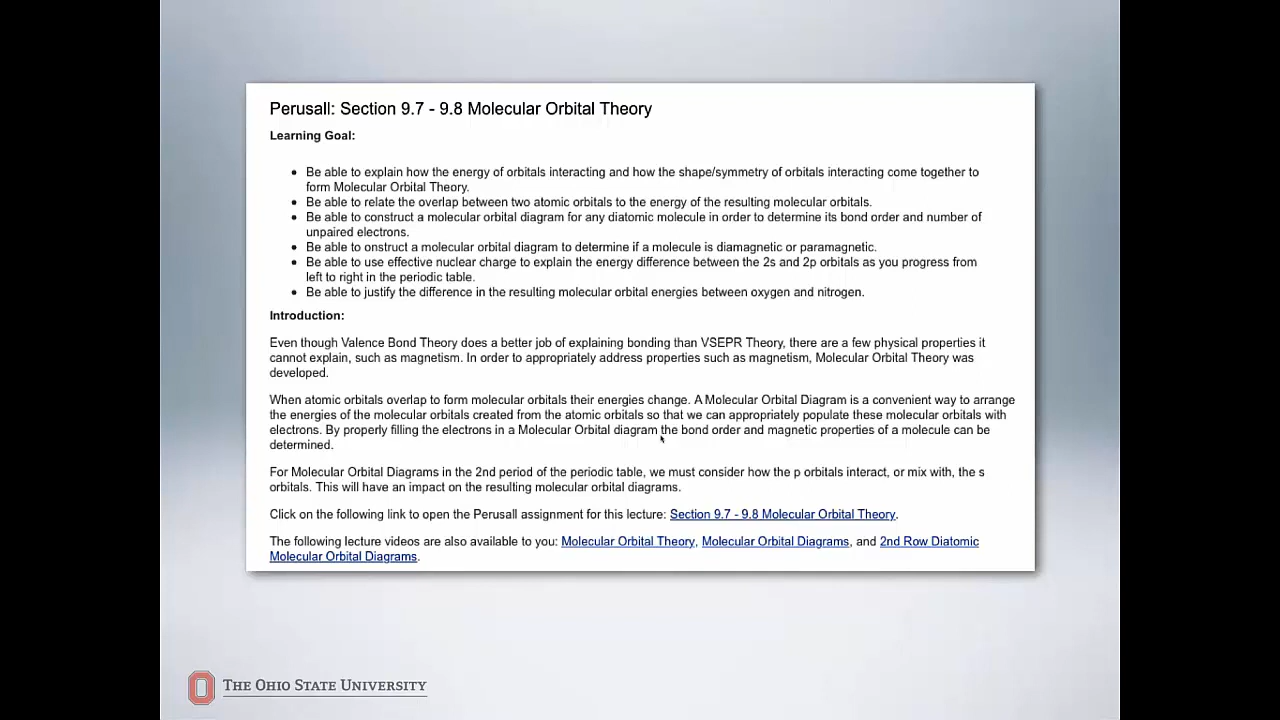 Perusall: Section 9.7 - 9.8 Molecular Orbital Theory
Learning Goal:
• Be able to explain how the energy of orbitals interacting and how the shape/symmetry of orbitals interacting come together to
form Molecular Orbital Theory.
• Be able to relate the overlap between two atomic orbitals to the energy of the resulting molecular orbitals.
• Be able to construct a molecular orbital diagram for any diatomic molecule in order to determine its bond order and number of
unpaired electrons.
• Be able to onstruct a molecular orbital diagram to determine if a molecule is diamagnetic or paramagnetic.
• Be able to use effective nuclear charge to explain the energy difference between the 2s and 2p orbitals as you progress from
left to right in the periodic table.
• Be able to justify the difference in the resulting molecular orbital energies between oxygen and nitrogen.
Introduction:
Even though Valence Bond Theory does a better job of explaining bonding than VSEPR Theory, there are a few physical properties it
cannot explain, such as magnetism. In order to appropriately address properties such as magnetism, Molecular Orbital Theory was
developed.
When atomic orbitals overlap to form molecular orbitals their energies change. A Molecular Orbital Diagram is a convenient way to arrange
the energies of the molecular orbitals created from the atomic orbitals so that we can appropriately populate these molecular orbitals with
electrons. By properly filling the electrons in a Molecular Orbital diagram the bond order and magnetic properties of a molecule can be
determined.
For Molecular Orbital Diagrams in the 2nd period of the periodic table, we must consider how the p orbitals interact, or mix with, the s
orbitals. This will have an impact on the resulting molecular orbital diagrams.
Click on the following link to open the Perusall assignment for this lecture: Section 9.7 - 9.8 Molecular Orbital Theory.
The following lecture videos are also available to you: Molecular Orbital Theory, Molecular Orbital Diagrams, and 2nd Row Diatomic
Molecular Orbital Diagrams.
THE OHIO STATE UNIVERSITY